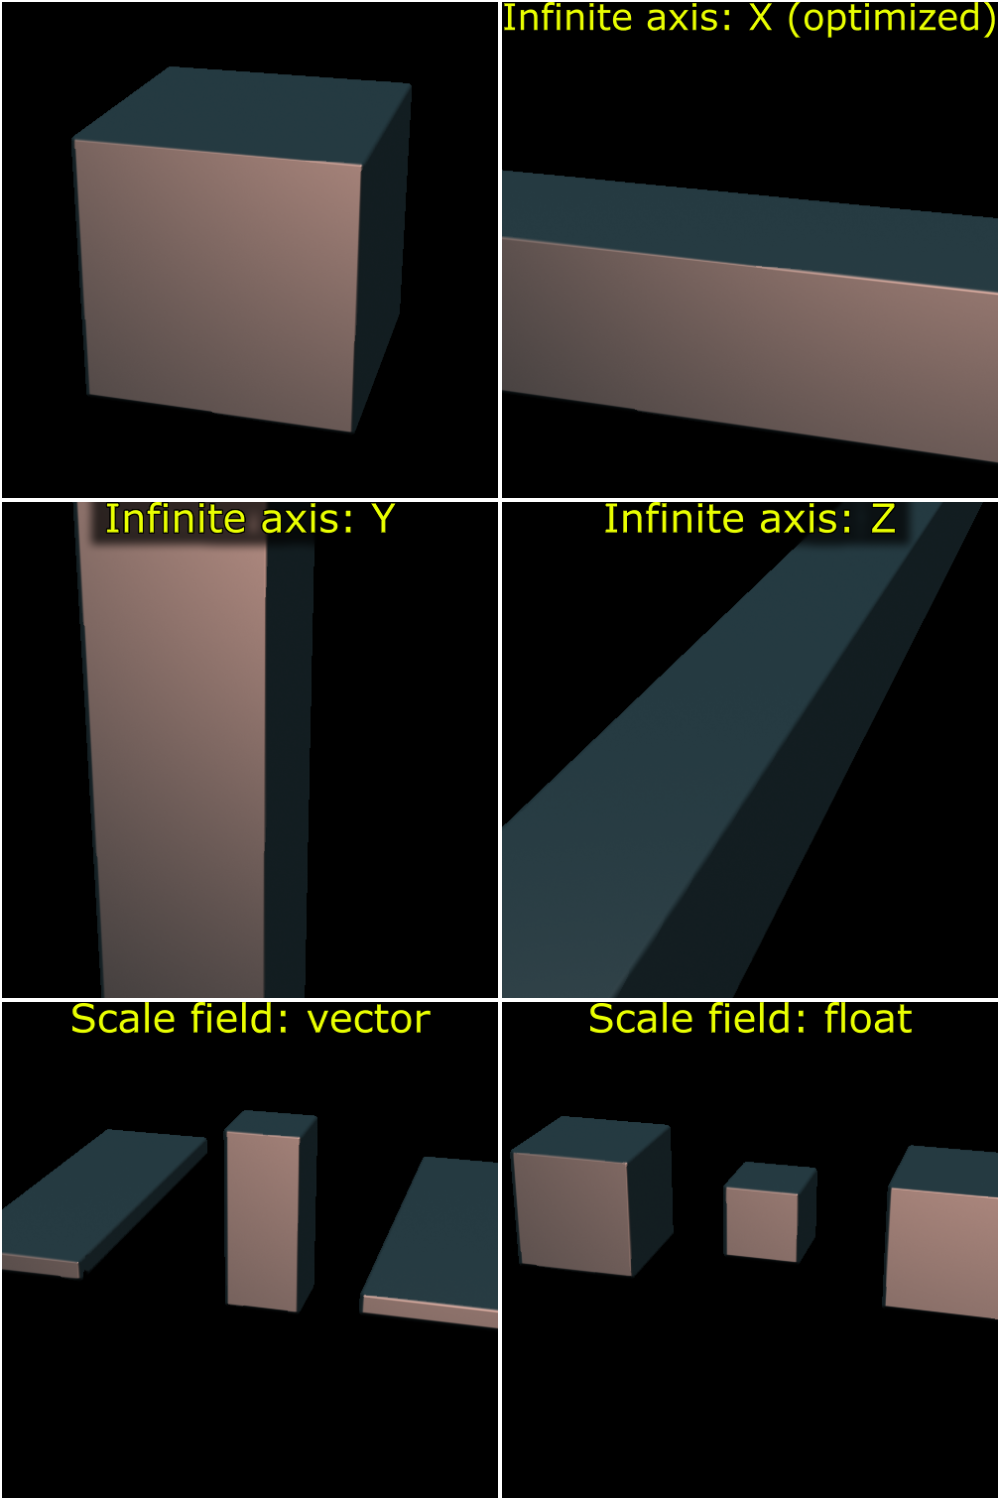 Infinite axis: X (optimized)
Infinite axis: Y
Infinite axis: Z
Scale field: vector
Scale field: float